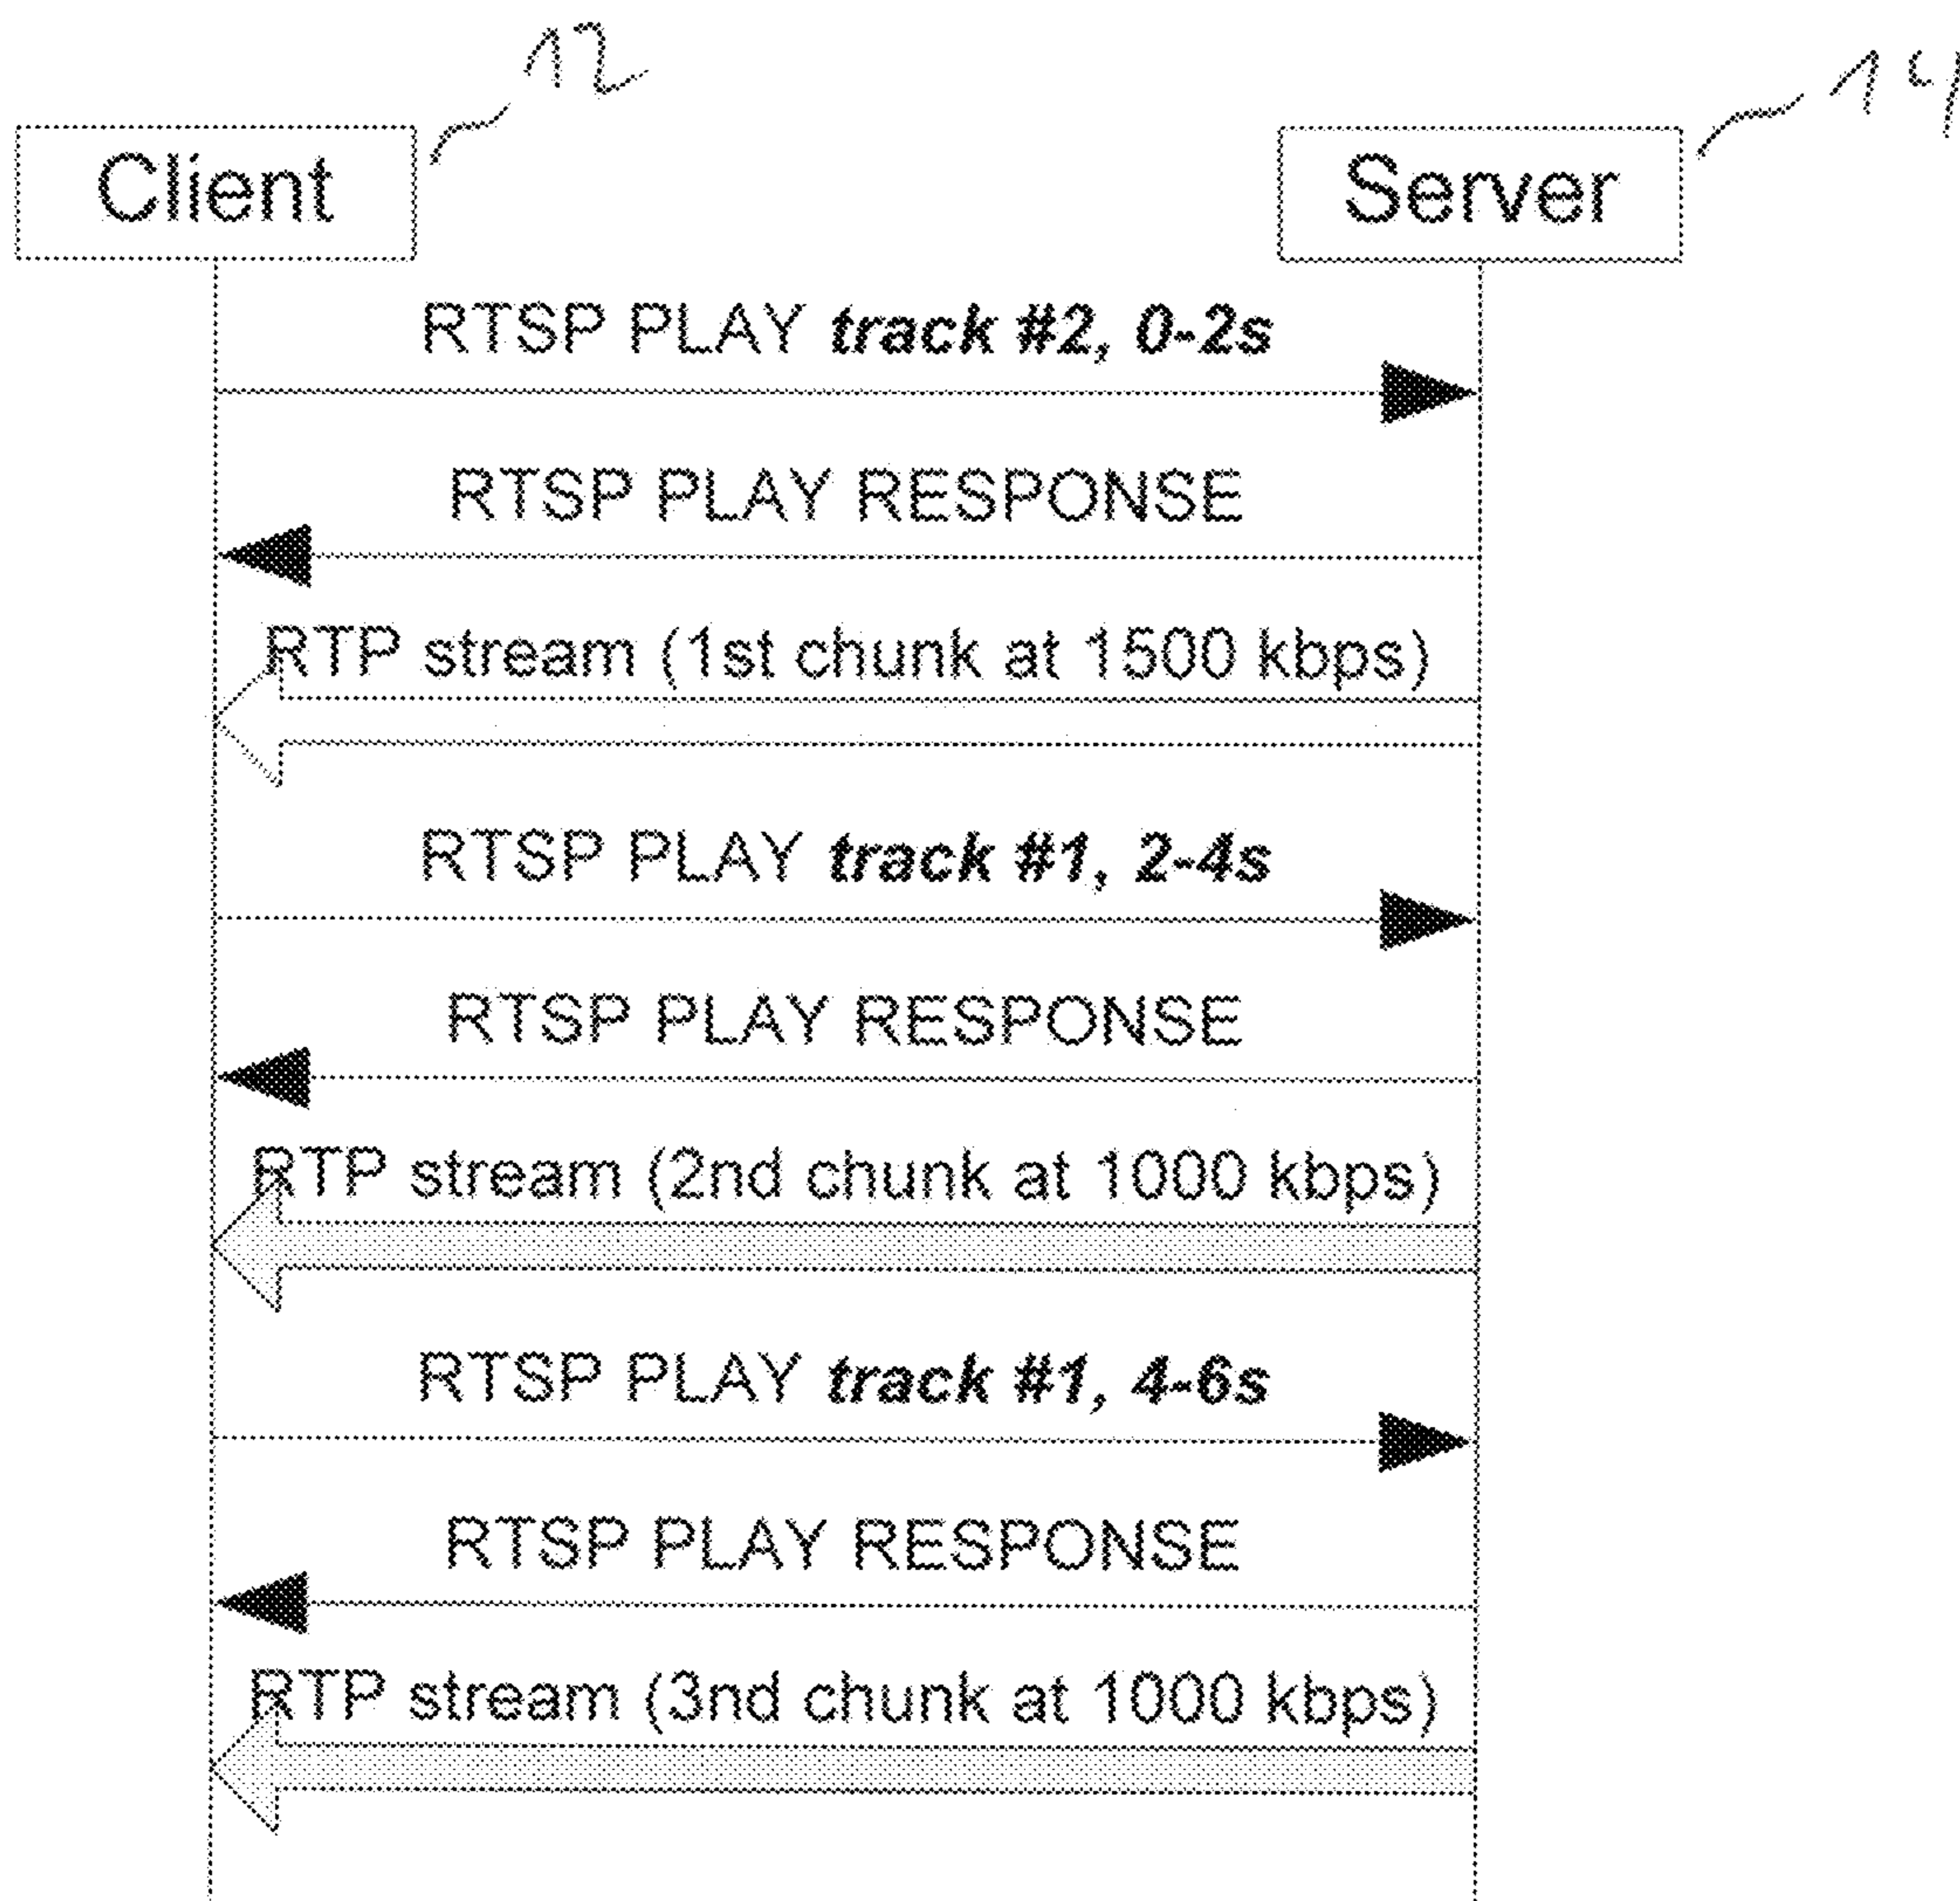 12
14
Client
Server
RTSP PLAY track #2, 0-2s
RTSP PLAY RESPONSE
RTP stream (1st chunk at 1500 kbps)
RTSP PLAY track #1, 2-4s
RTSP PLAY RESPONSE
RTP stream (2nd chunk at 1000 kbps)
RTSP PLAY track #1, 4-6s
RTSP PLAY RESPONSE
RTP stream (3nd chunk at 1000 kbps)